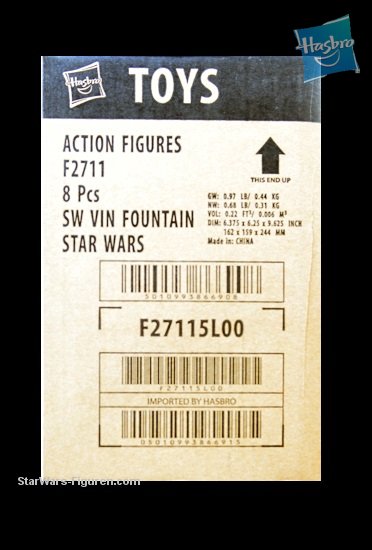 Hasbro
Hasbro
TOYS
ACTION FIGURES
F2711
8 Pcs
SW VIN FOUNTAIN
STAR WARS
THIS END UP
GW: 0.97 LB/ 0.44 KG
NW: 0.68 LB/ 0.31 KG
VOL: 0.22 FT³/ 0.006 M³
DIM: 6.375 x 6.25 x 9.625 INCH
162 x 159 x 244 MM
Made in: CHINA
5010993866908
F27115L00
F27115L00
IMPORTED BY HASBRO
05010993866915
StarWars-Figuren.com